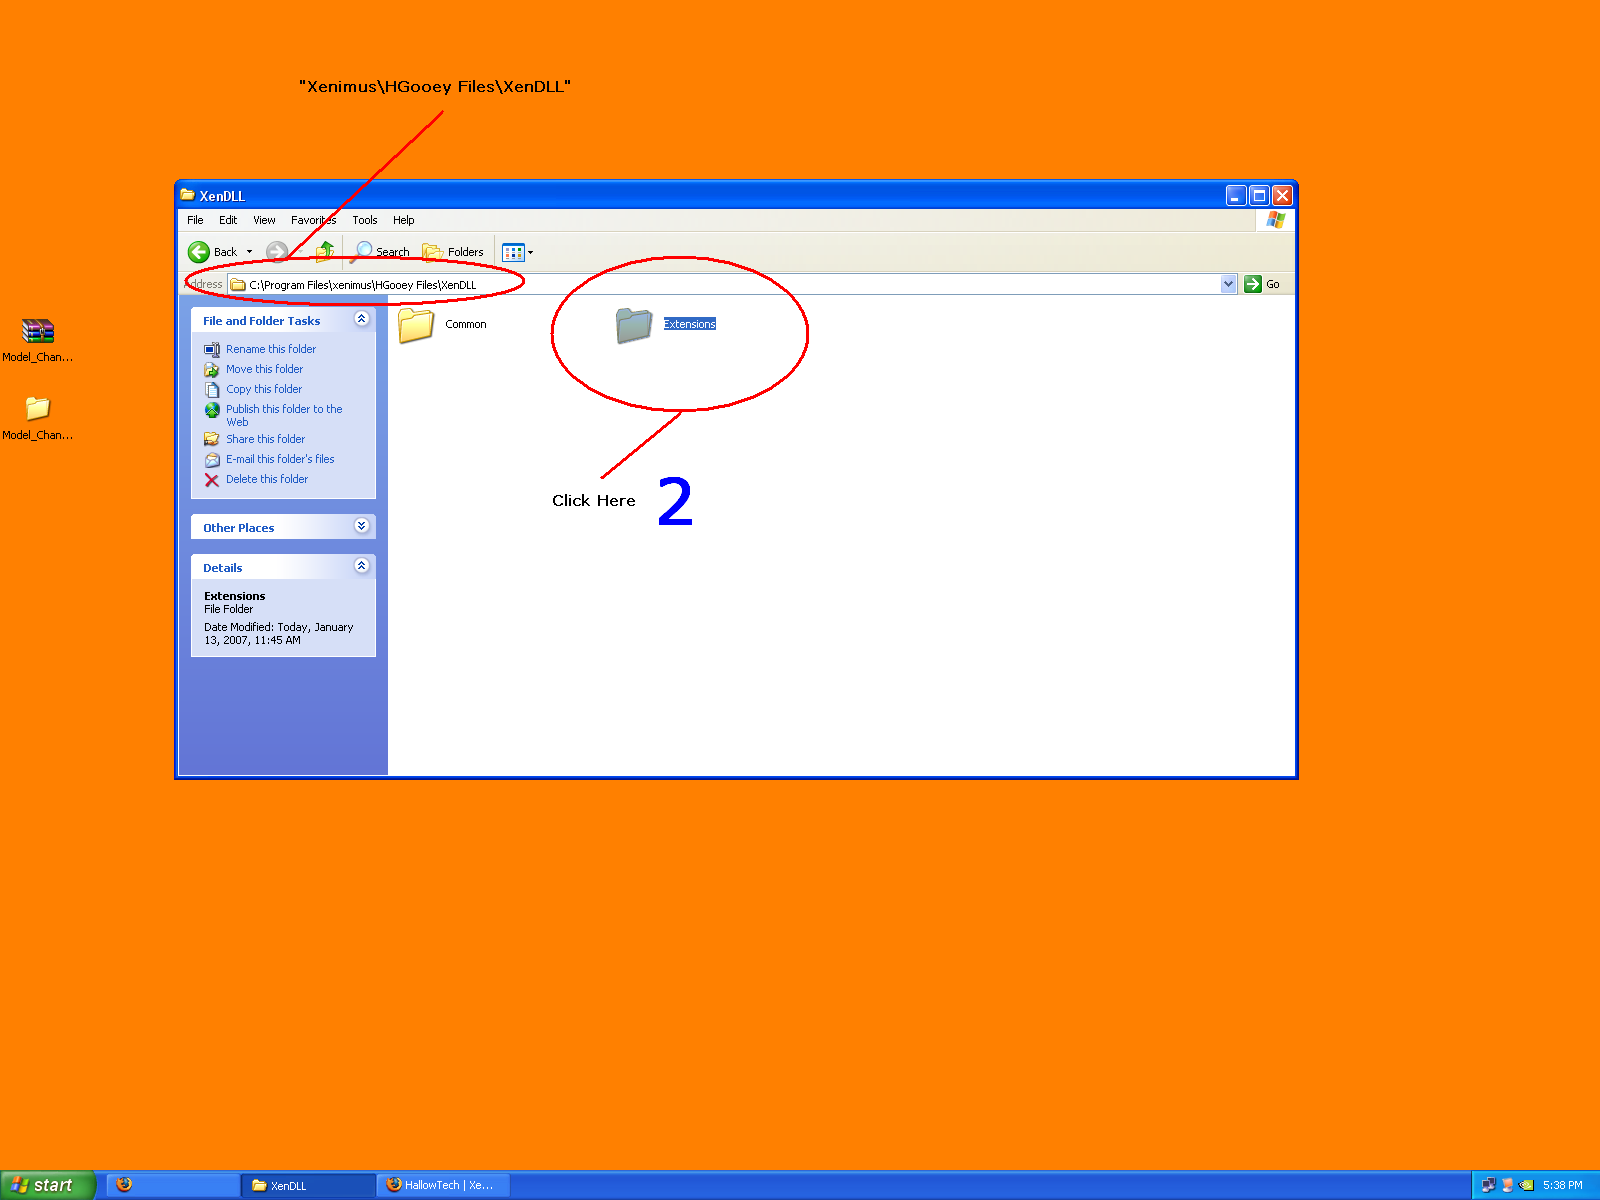 "Xenimus\HGooey Files\XenDLL"
XenDLL
File Edit View Favorites Tools Help
Back Search Folders
Address C:\Program Files\xenimus\HGooey Files\XenDLL Go
File and Folder Tasks
Rename this folder
Move this folder
Copy this folder
Publish this folder to the
Web
Share this folder
E-mail this folder's files
Delete this folder
Other Places
Details
Extensions
File Folder
Date Modified: Today, January
13, 2007, 11:45 AM
Common
Extensions
Click Here 2
Model_Chan...
Model_Chan...
start
XenDLL
HallowTech | Xe...
5:38 PM